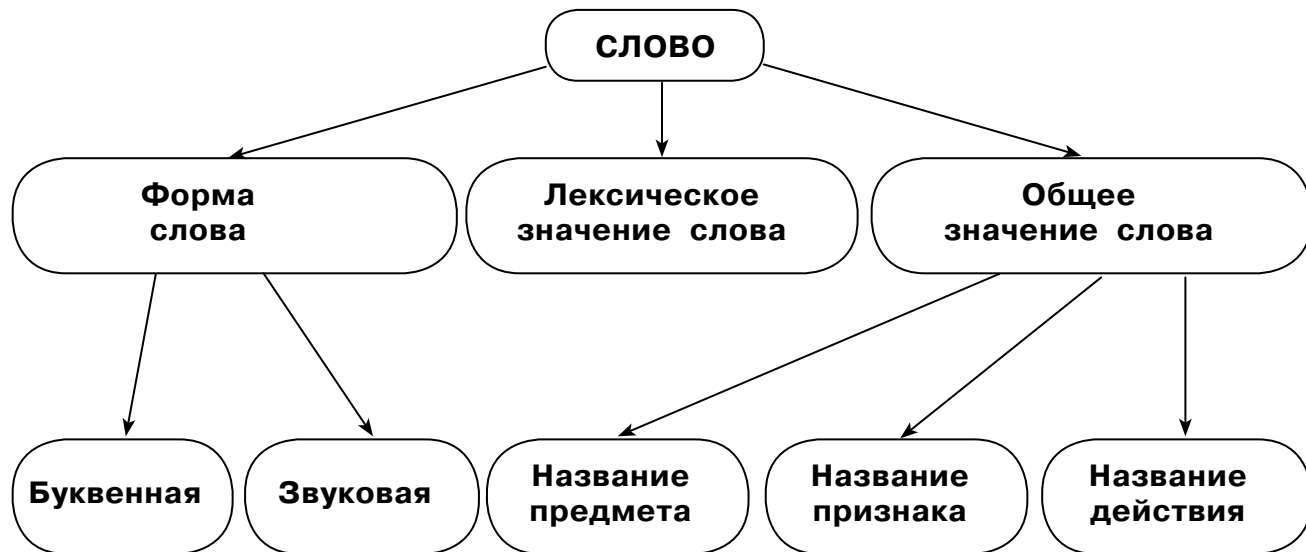 СЛОВО
Форма
слова
Лексическое
значение слова
Общее
значение слова
Буквенная
Звуковая
Название
предмета
Название
признака
Название
действия